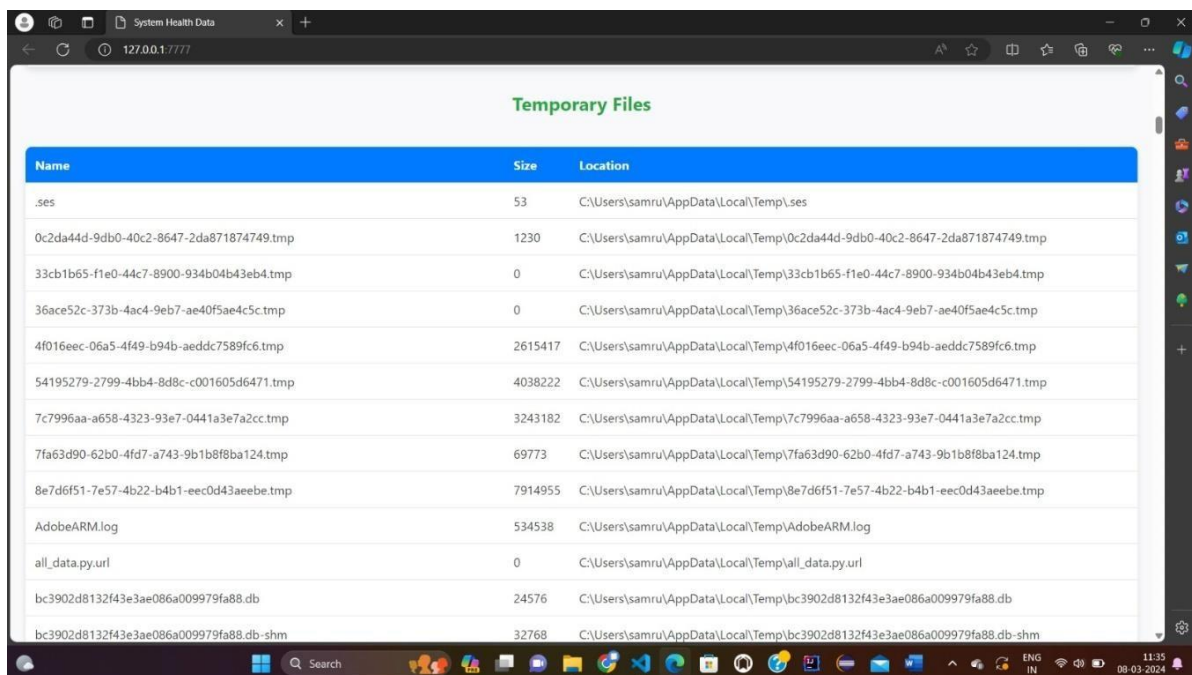 System Health Data
127.0.0.1:7777
Temporary Files
Name Size Location
.ses 53 C:\Users\samru\AppData\Local\Temp\.ses
0c2da44d-9db0-40c2-8647-2da871874749.tmp 1230 C:\Users\samru\AppData\Local\Temp\0c2da44d-9db0-40c2-8647-2da871874749.tmp
33cb1b65-f1e0-44c7-8900-934b04b43eb4.tmp 0 C:\Users\samru\AppData\Local\Temp\33cb1b65-f1e0-44c7-8900-934b04b43eb4.tmp
36ace52c-373b-4ac4-9eb7-ae40f5ae4c5c.tmp 0 C:\Users\samru\AppData\Local\Temp\36ace52c-373b-4ac4-9eb7-ae40f5ae4c5c.tmp
4f016eec-06a5-4f49-b94b-aeddc7589fc6.tmp 2615417 C:\Users\samru\AppData\Local\Temp\4f016eec-06a5-4f49-b94b-aeddc7589fc6.tmp
54195279-2799-4bb4-8d8c-c001605d6471.tmp 4038222 C:\Users\samru\AppData\Local\Temp\54195279-2799-4bb4-8d8c-c001605d6471.tmp
7c7996aa-a658-4323-93e7-0441a3e7a2cc.tmp 3243182 C:\Users\samru\AppData\Local\Temp\7c7996aa-a658-4323-93e7-0441a3e7a2cc.tmp
7fa63d90-62b0-4fd7-a743-9b1b8f8ba124.tmp 69773 C:\Users\samru\AppData\Local\Temp\7fa63d90-62b0-4fd7-a743-9b1b8f8ba124.tmp
8e7d6f51-7e57-4b22-b4b1-eec0d43aeebe.tmp 7914955 C:\Users\samru\AppData\Local\Temp\8e7d6f51-7e57-4b22-b4b1-eec0d43aeebe.tmp
AdobeARM.log 534538 C:\Users\samru\AppData\Local\Temp\AdobeARM.log
all_data.py.url 0 C:\Users\samru\AppData\Local\Temp\all_data.py.url
bc3902d8132f43e3ae086a009979fa88.db 24576 C:\Users\samru\AppData\Local\Temp\bc3902d8132f43e3ae086a009979fa88.db
bc3902d8132f43e3ae086a009979fa88.db-shm 32768 C:\Users\samru\AppData\Local\Temp\bc3902d8132f43e3ae086a009979fa88.db-shm
Search
ENG 11:35
IN 08-03-2024